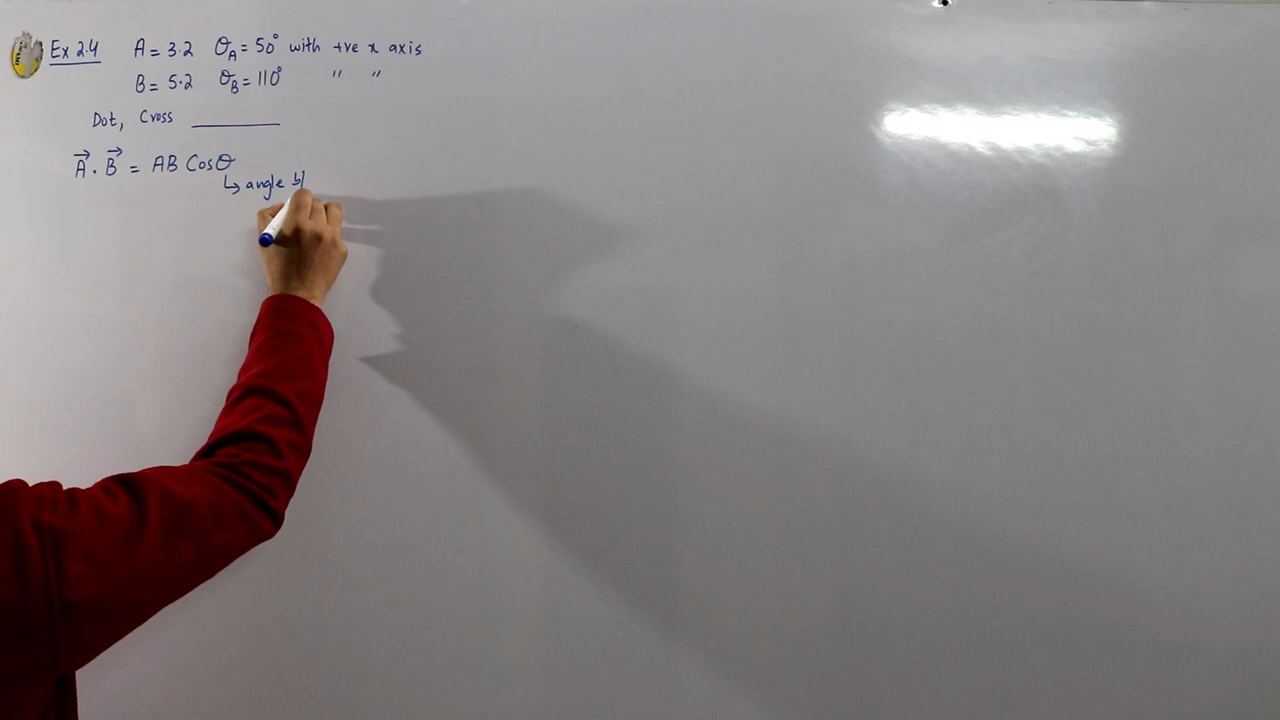 Ex 2.4 A = 3.2 θA = 50° with +ve x axis
B = 5.2 θB = 110° " "
Dot, Cross ______
A⃗ . B⃗ = AB Cosθ
↳ angle b/